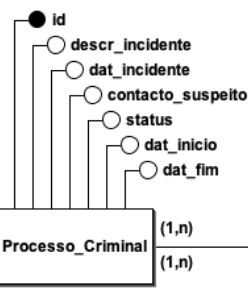 id
descr_incidente
dat_incidente
contacto_suspeito
status
dat_inicio
dat_fim
Processo_Criminal
(1,n)
(1,n)